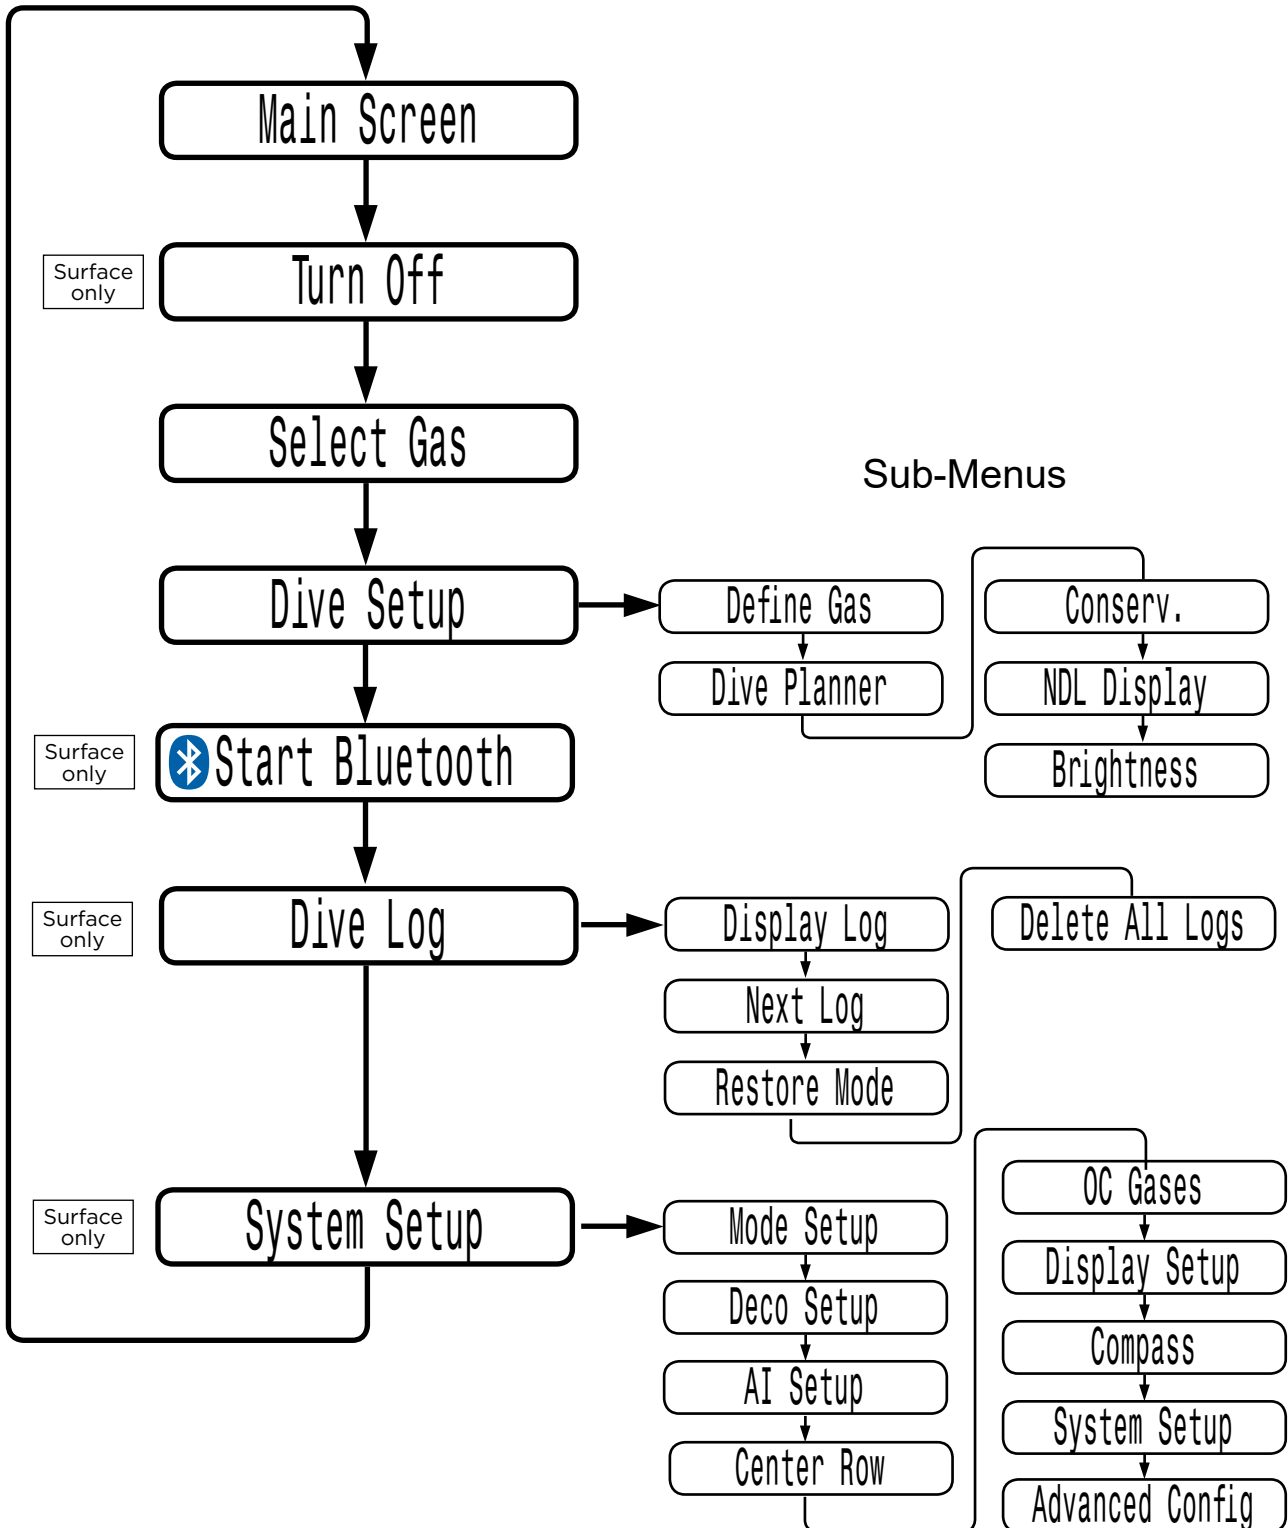 Main Screen
Surface
only
Turn Off
Select Gas
Sub-Menus
Dive Setup
Define Gas
Dive Planner
Conserv.
NDL Display
Brightness
Surface
only
Start Bluetooth
Surface
only
Dive Log
Display Log
Next Log
Restore Mode
Delete All Logs
Surface
only
System Setup
Mode Setup
Deco Setup
AI Setup
Center Row
OC Gases
Display Setup
Compass
System Setup
Advanced Config